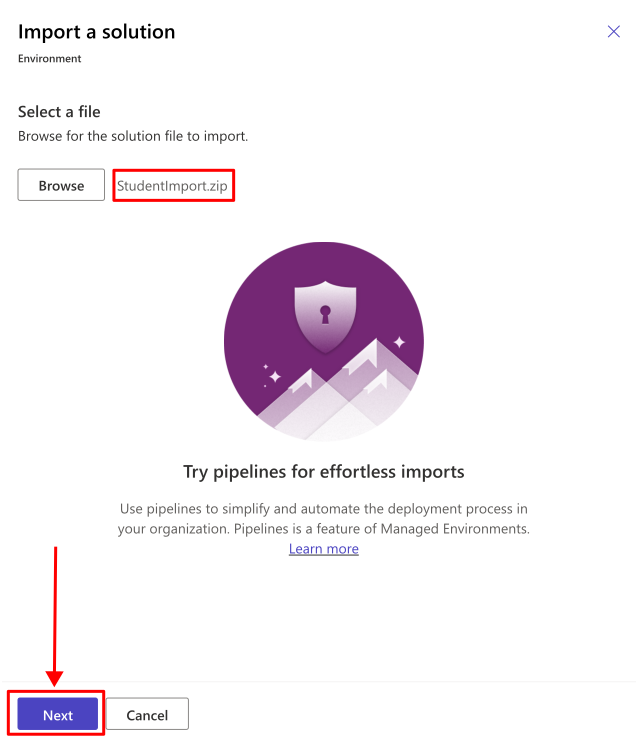 Import a solution
Environment
Select a file
Browse for the solution file to import.
Browse StudentImport.zip
Try pipelines for effortless imports
Use pipelines to simplify and automate the deployment process in
your organization. Pipelines is a feature of Managed Environments.
Learn more
Next Cancel